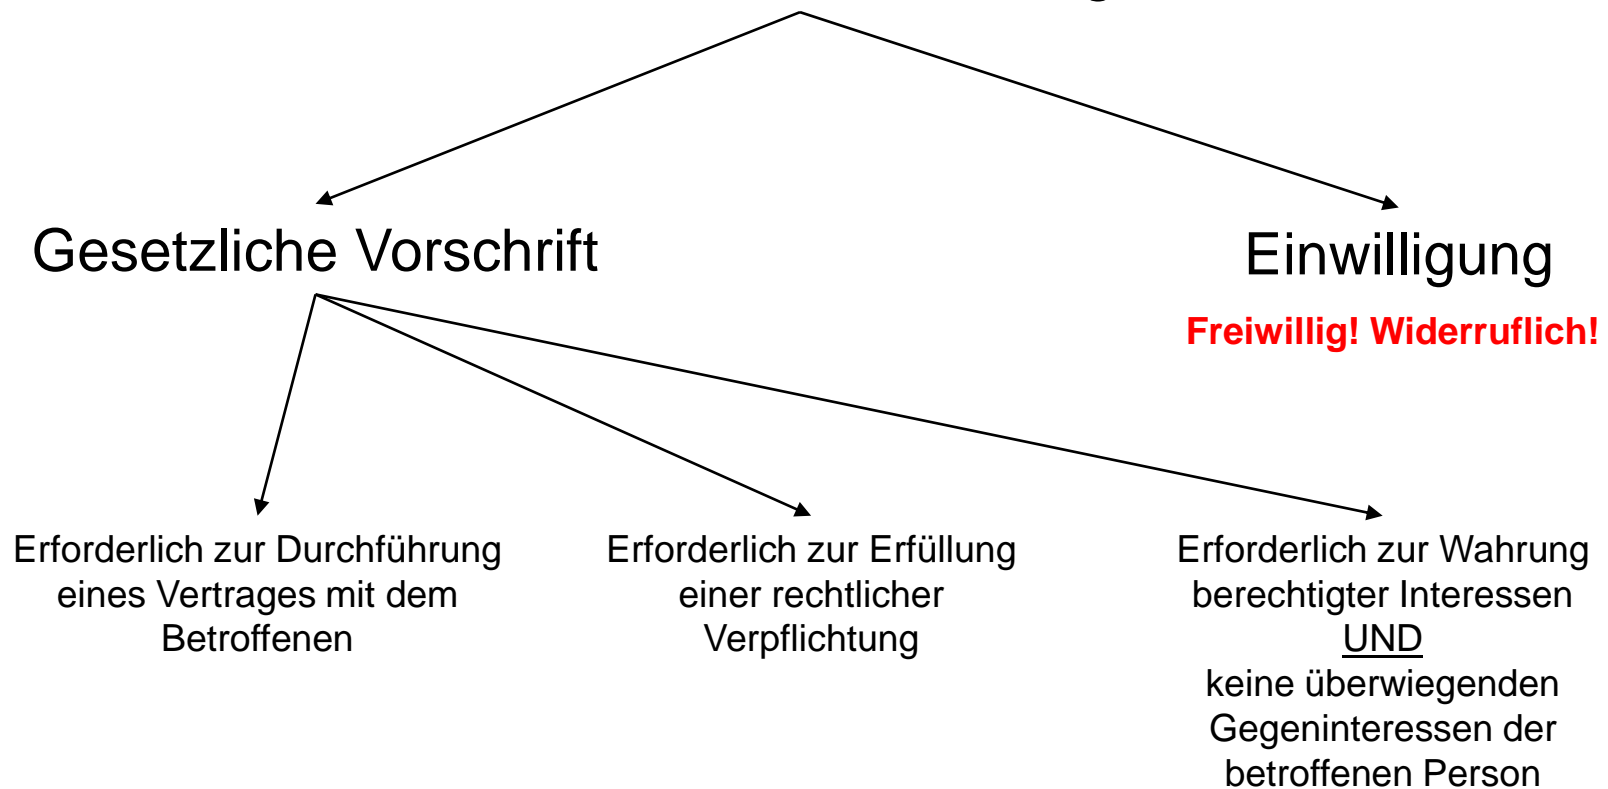 Gesetzliche Vorschrift
Einwilligung
Freiwillig! Widerruflich!
Erforderlich zur Durchführung
eines Vertrages mit dem
Betroffenen
Erforderlich zur Erfüllung
einer rechtlicher
Verpflichtung
Erforderlich zur Wahrung
berechtigter Interessen
UND
keine überwiegenden
Gegeninteressen der
betroffenen Person